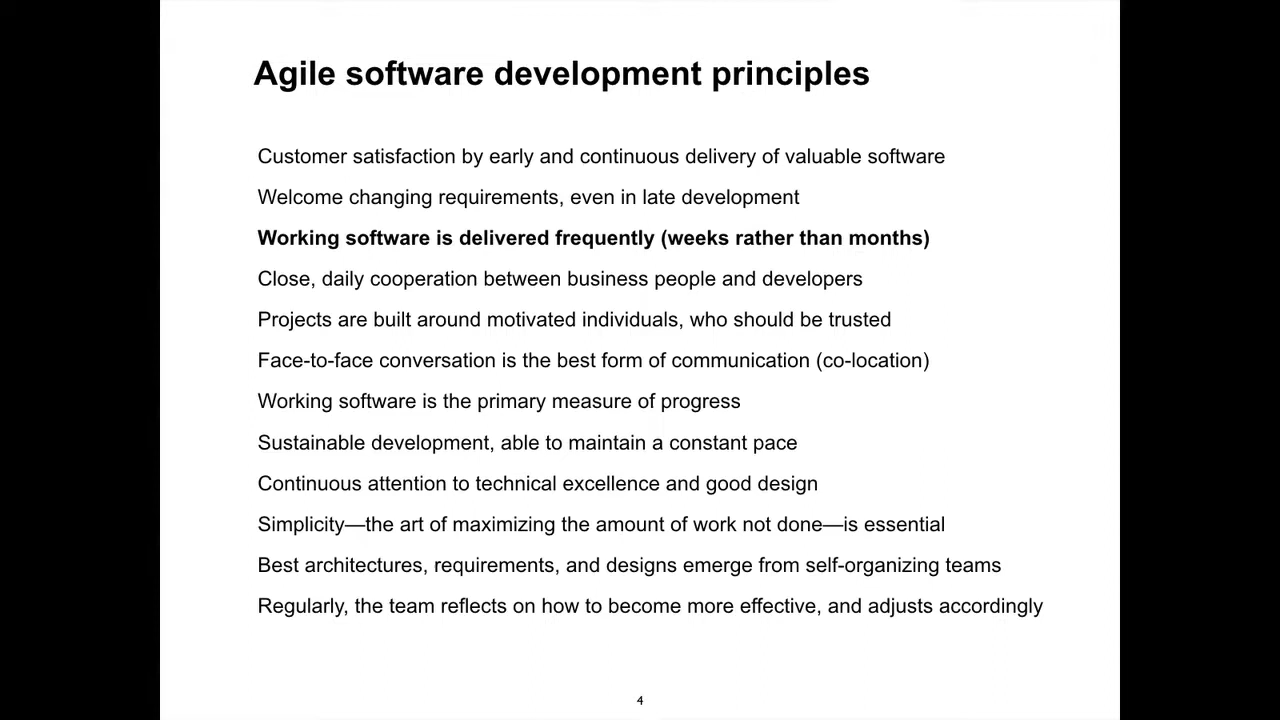 Agile software development principles
Customer satisfaction by early and continuous delivery of valuable software
Welcome changing requirements, even in late development
Working software is delivered frequently (weeks rather than months)
Close, daily cooperation between business people and developers
Projects are built around motivated individuals, who should be trusted
Face-to-face conversation is the best form of communication (co-location)
Working software is the primary measure of progress
Sustainable development, able to maintain a constant pace
Continuous attention to technical excellence and good design
Simplicity—the art of maximizing the amount of work not done—is essential
Best architectures, requirements, and designs emerge from self-organizing teams
Regularly, the team reflects on how to become more effective, and adjusts accordingly
4